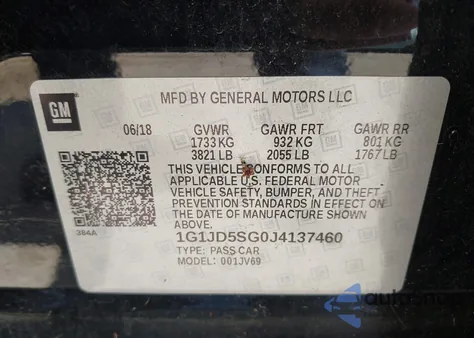 GM
MFD BY GENERAL MOTORS LLC
06/18 GVWR GAWR FRT GAWR RR
1733 KG 932 KG 801 KG
3821 LB 2055 LB 1767 LB
THIS VEHICLE CONFORMS TO ALL
APPLICABLE U.S. FEDERAL MOTOR
VEHICLE SAFETY, BUMPER, AND THEFT
PREVENTION STANDARDS IN EFFECT ON
THE DATE OF MANUFACTURE SHOWN
ABOVE.
384A
1G1JD5SG0J4137460
TYPE: PASS CAR
MODEL: 001JV69